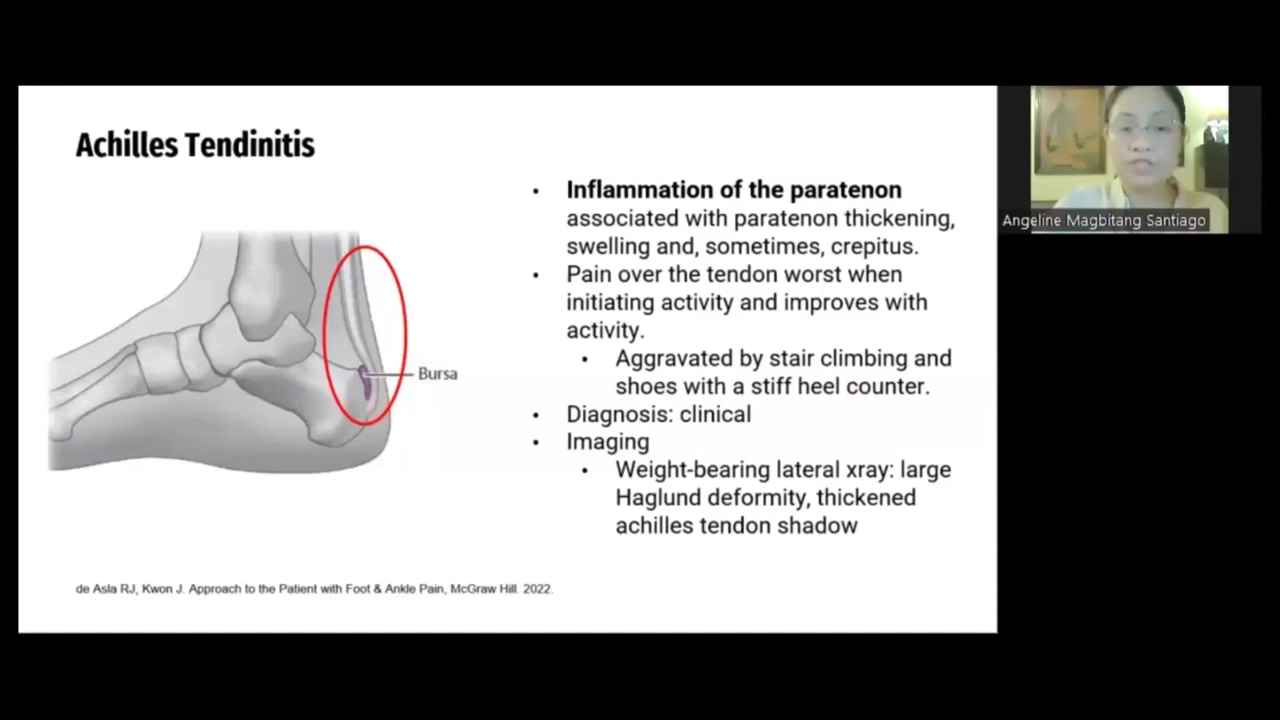 Achilles Tendinitis
• Inflammation of the paratenon
associated with paratenon thickening,
swelling and, sometimes, crepitus.
• Pain over the tendon worst when
initiating activity and improves with
activity.
• Aggravated by stair climbing and
shoes with a stiff heel counter.
• Diagnosis: clinical
• Imaging
• Weight-bearing lateral xray: large
Haglund deformity, thickened
achilles tendon shadow
Bursa
de Asla RJ, Kwon J. Approach to the Patient with Foot & Ankle Pain, McGraw Hill. 2022.
Angeline Magbitang Santiago